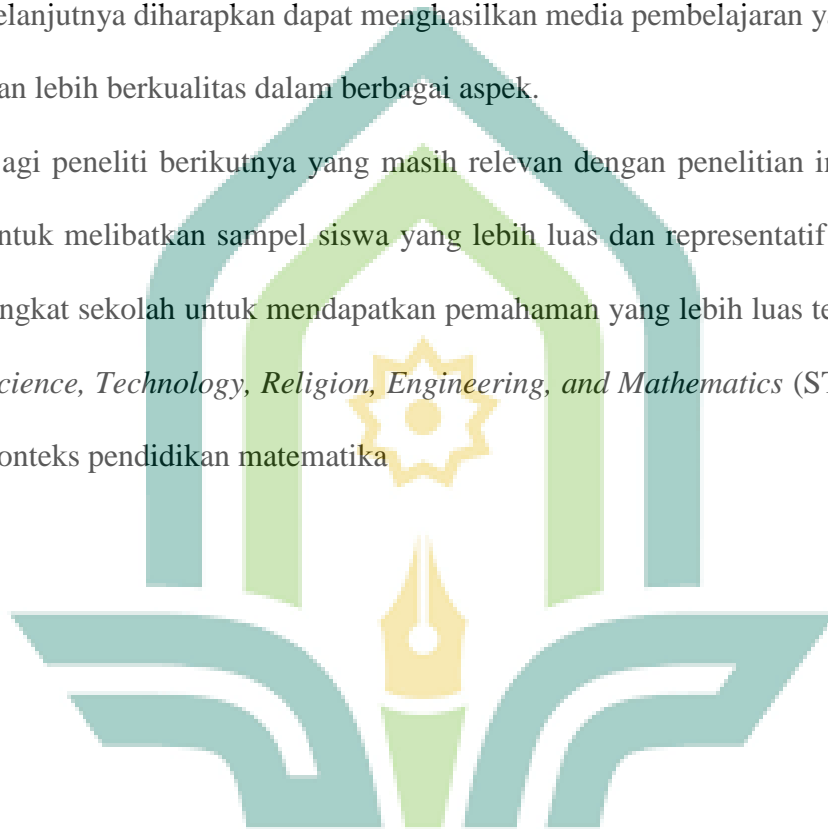 elanjutnya diharapkan dapat menghasilkan media pembelajaran ya
an lebih berkualitas dalam berbagai aspek.
agi peneliti berikutnya yang masih relevan dengan penelitian in
ntuk melibatkan sampel siswa yang lebih luas dan representatif
ngkat sekolah untuk mendapatkan pemahaman yang lebih luas te
cience, Technology, Religion, Engineering, and Mathematics (ST
onteks pendidikan matematika